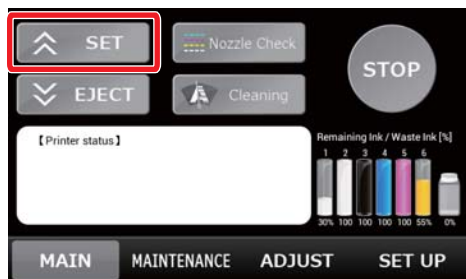 SET
Nozzle Check
STOP
EJECT
Cleaning
【Printer status】
Remaining Ink / Waste Ink [%]
1 2 3 4 5 6
30% 100 100 100 100 55% 0%
MAIN MAINTENANCE ADJUST SET UP